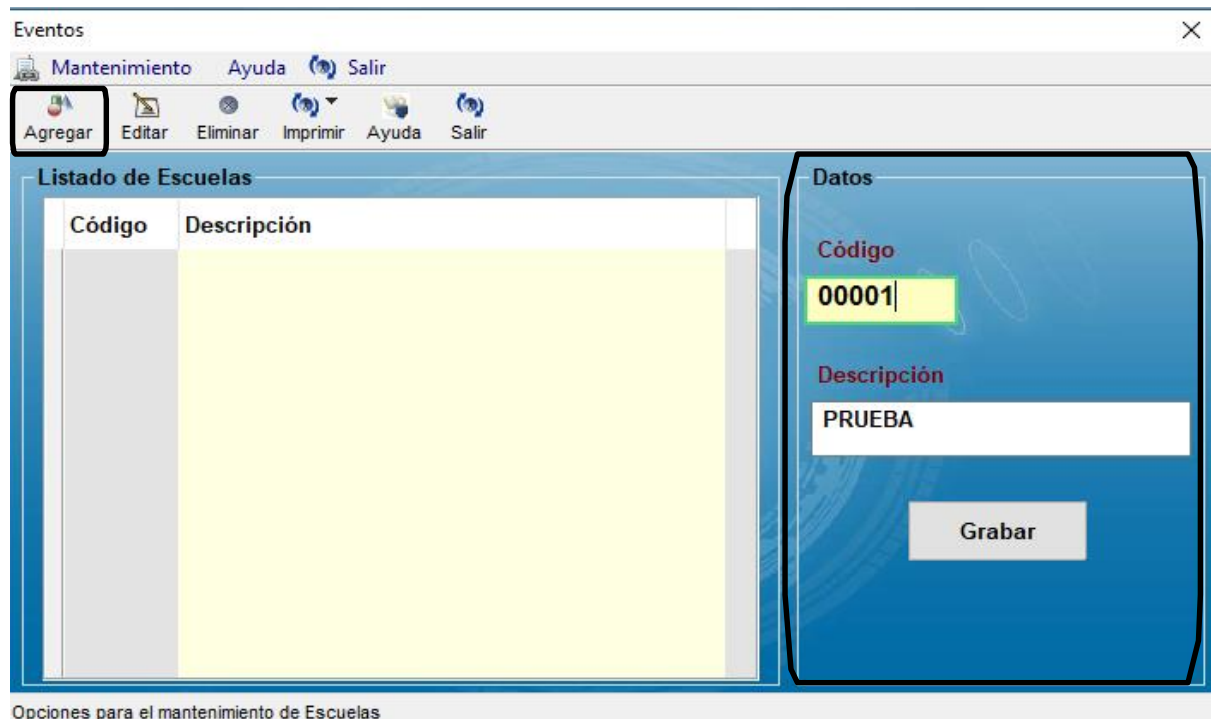 Eventos
Mantenimiento Ayuda Salir
Agregar Editar Eliminar Imprimir Ayuda Salir
Listado de Escuelas
Código Descripción
Datos
Código
00001
Descripción
PRUEBA
Grabar
Opciones para el mantenimiento de Escuelas